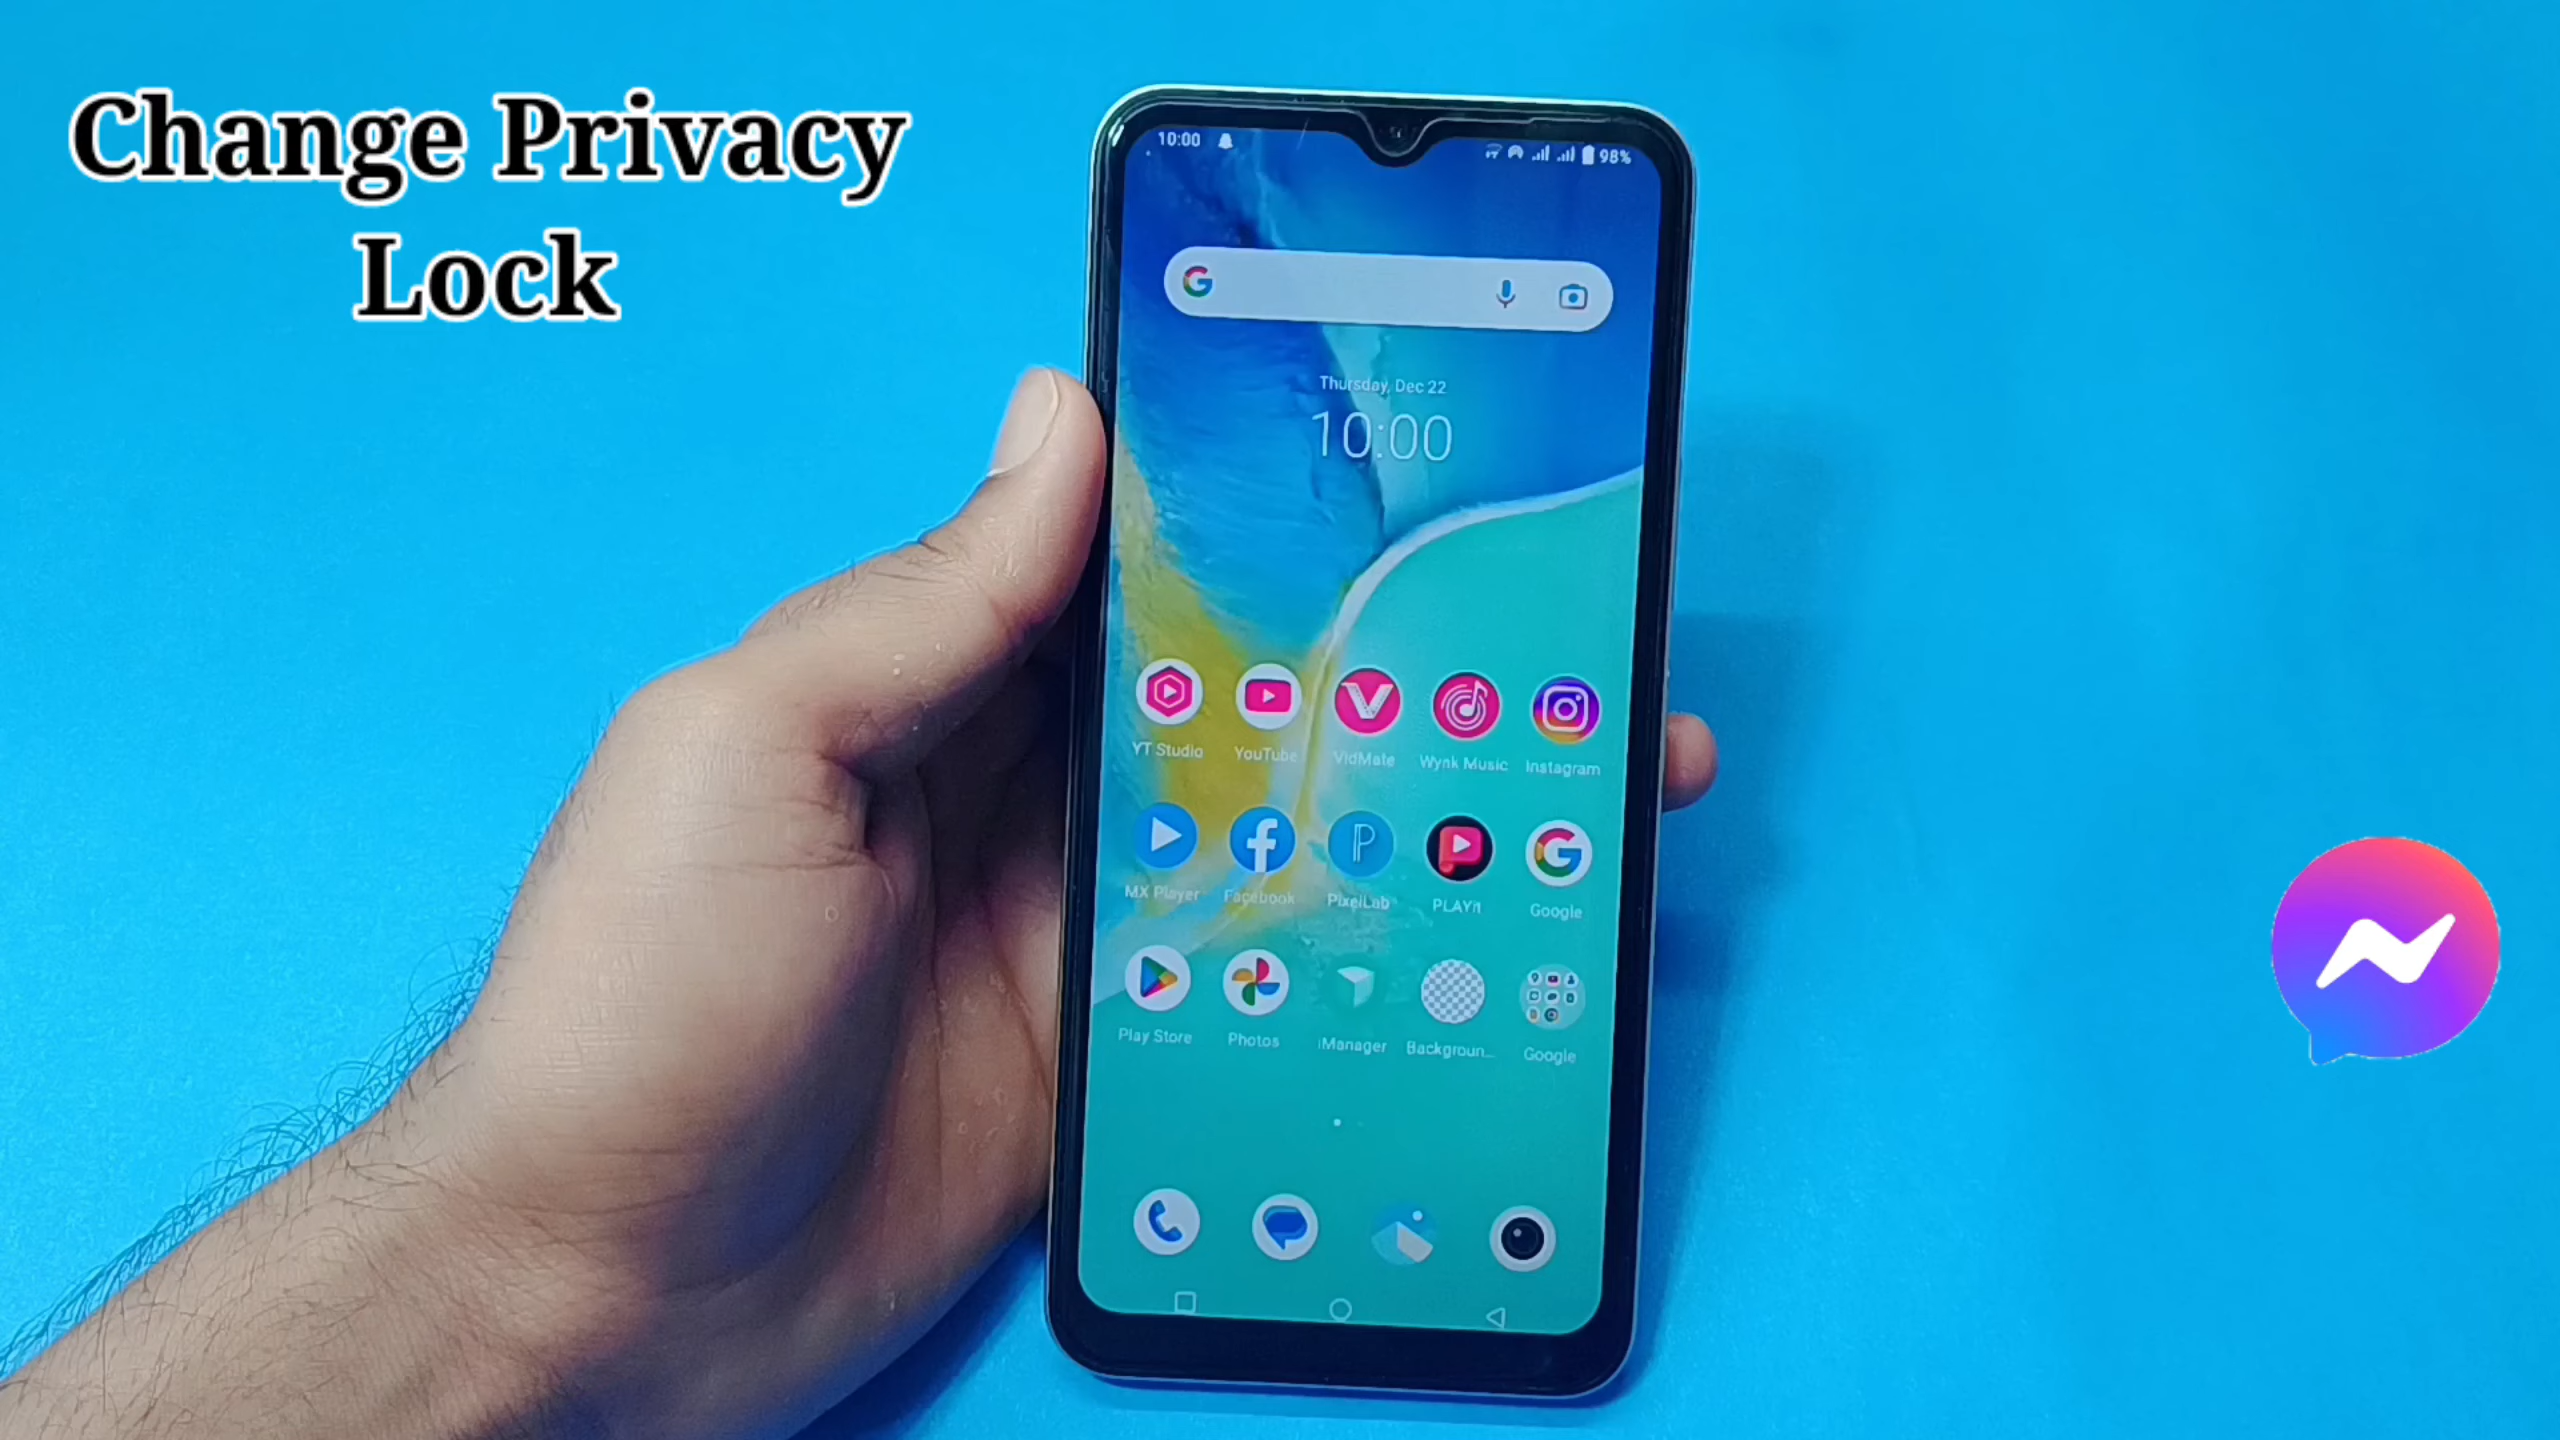 Change Privacy
Lock
10:00
98%
Thursday, Dec 22
10:00
YT Studio
YouTube
VidMate
Wynk Music
Instagram
MX Player
Facebook
PixelLab
PLAYit
Google
Play Store
Photos
iManager
Backgroun...
Google